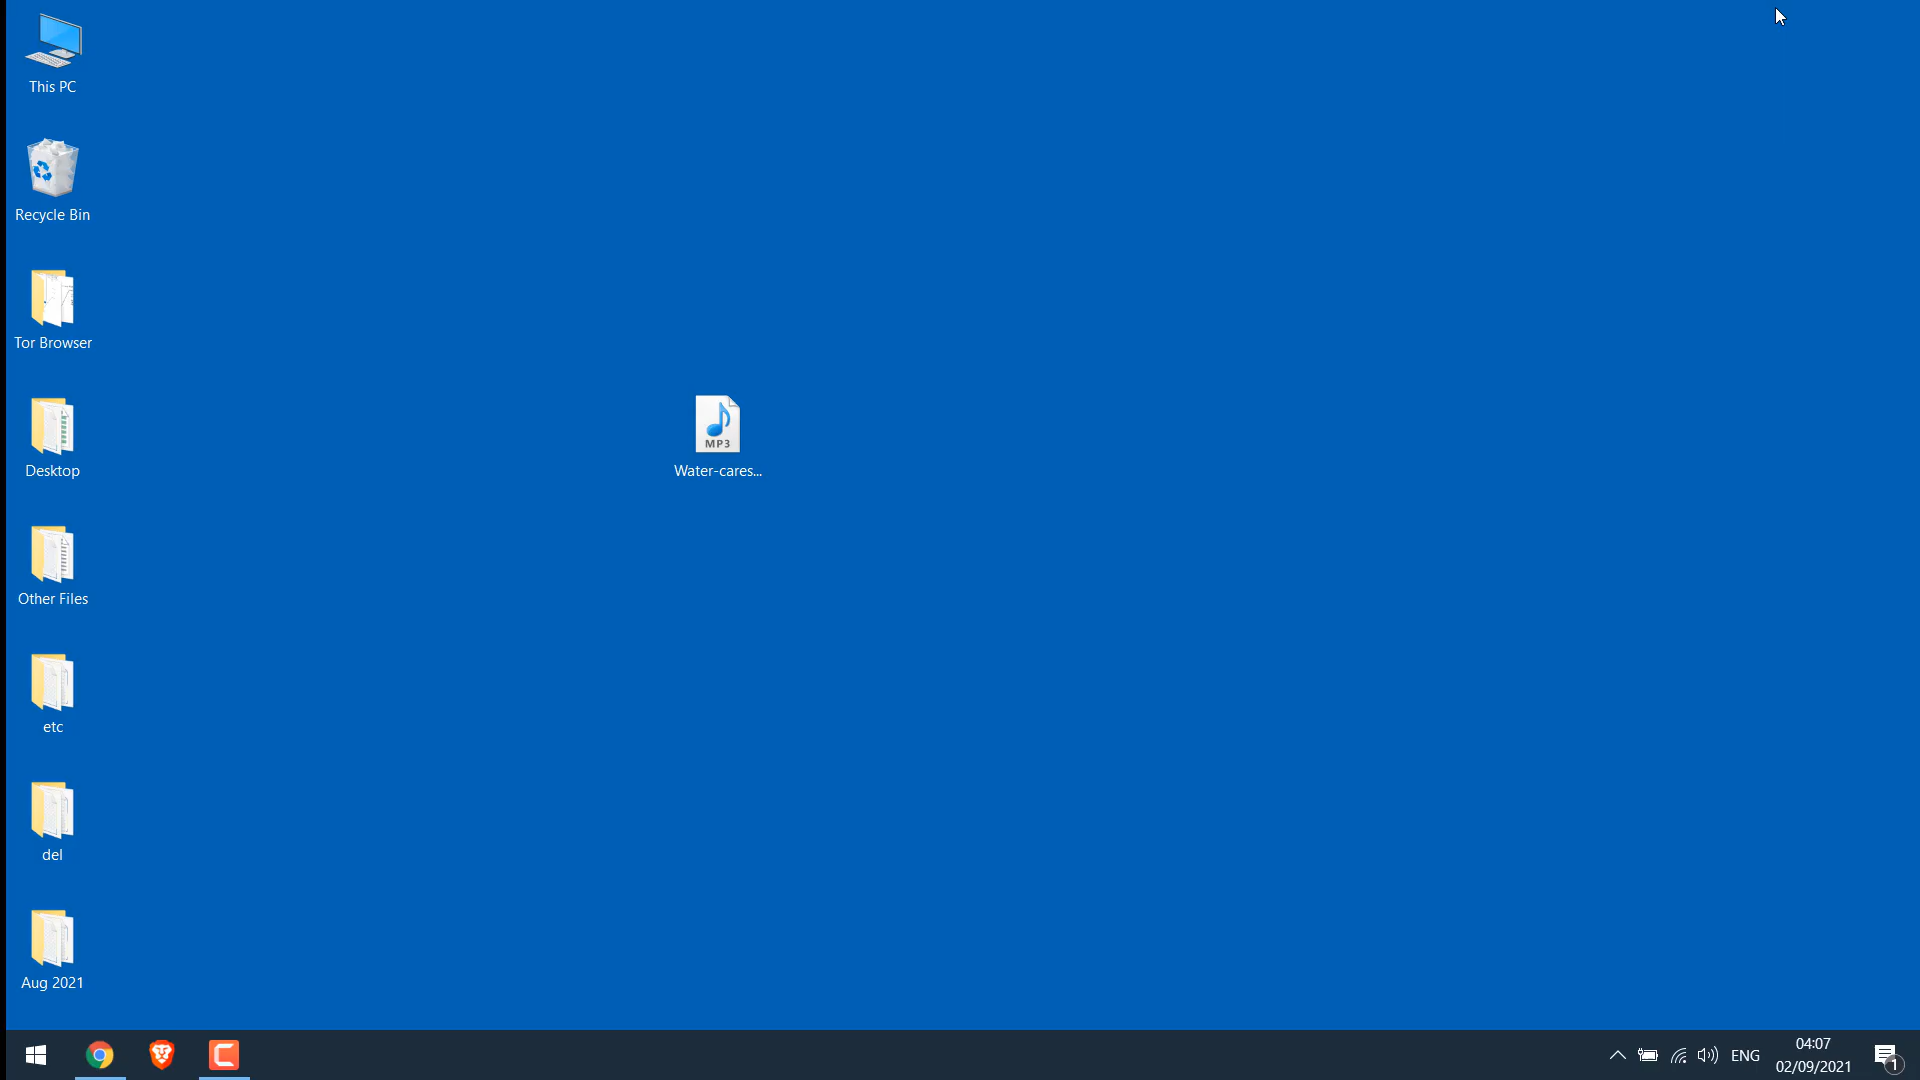 This PC
Recycle Bin
Tor Browser
Desktop
MP3
Water-cares...
Other Files
etc
del
Aug 2021
ENG
04:07
02/09/2021
1